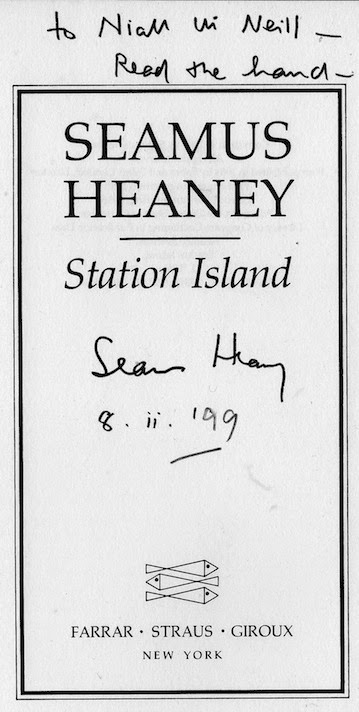 to Niall ui Neill —
Read the hand —
SEAMUS
HEANEY
Station Island
Seamus Heaney
8 . ii . '99
FARRAR · STRAUS · GIROUX
NEW YORK